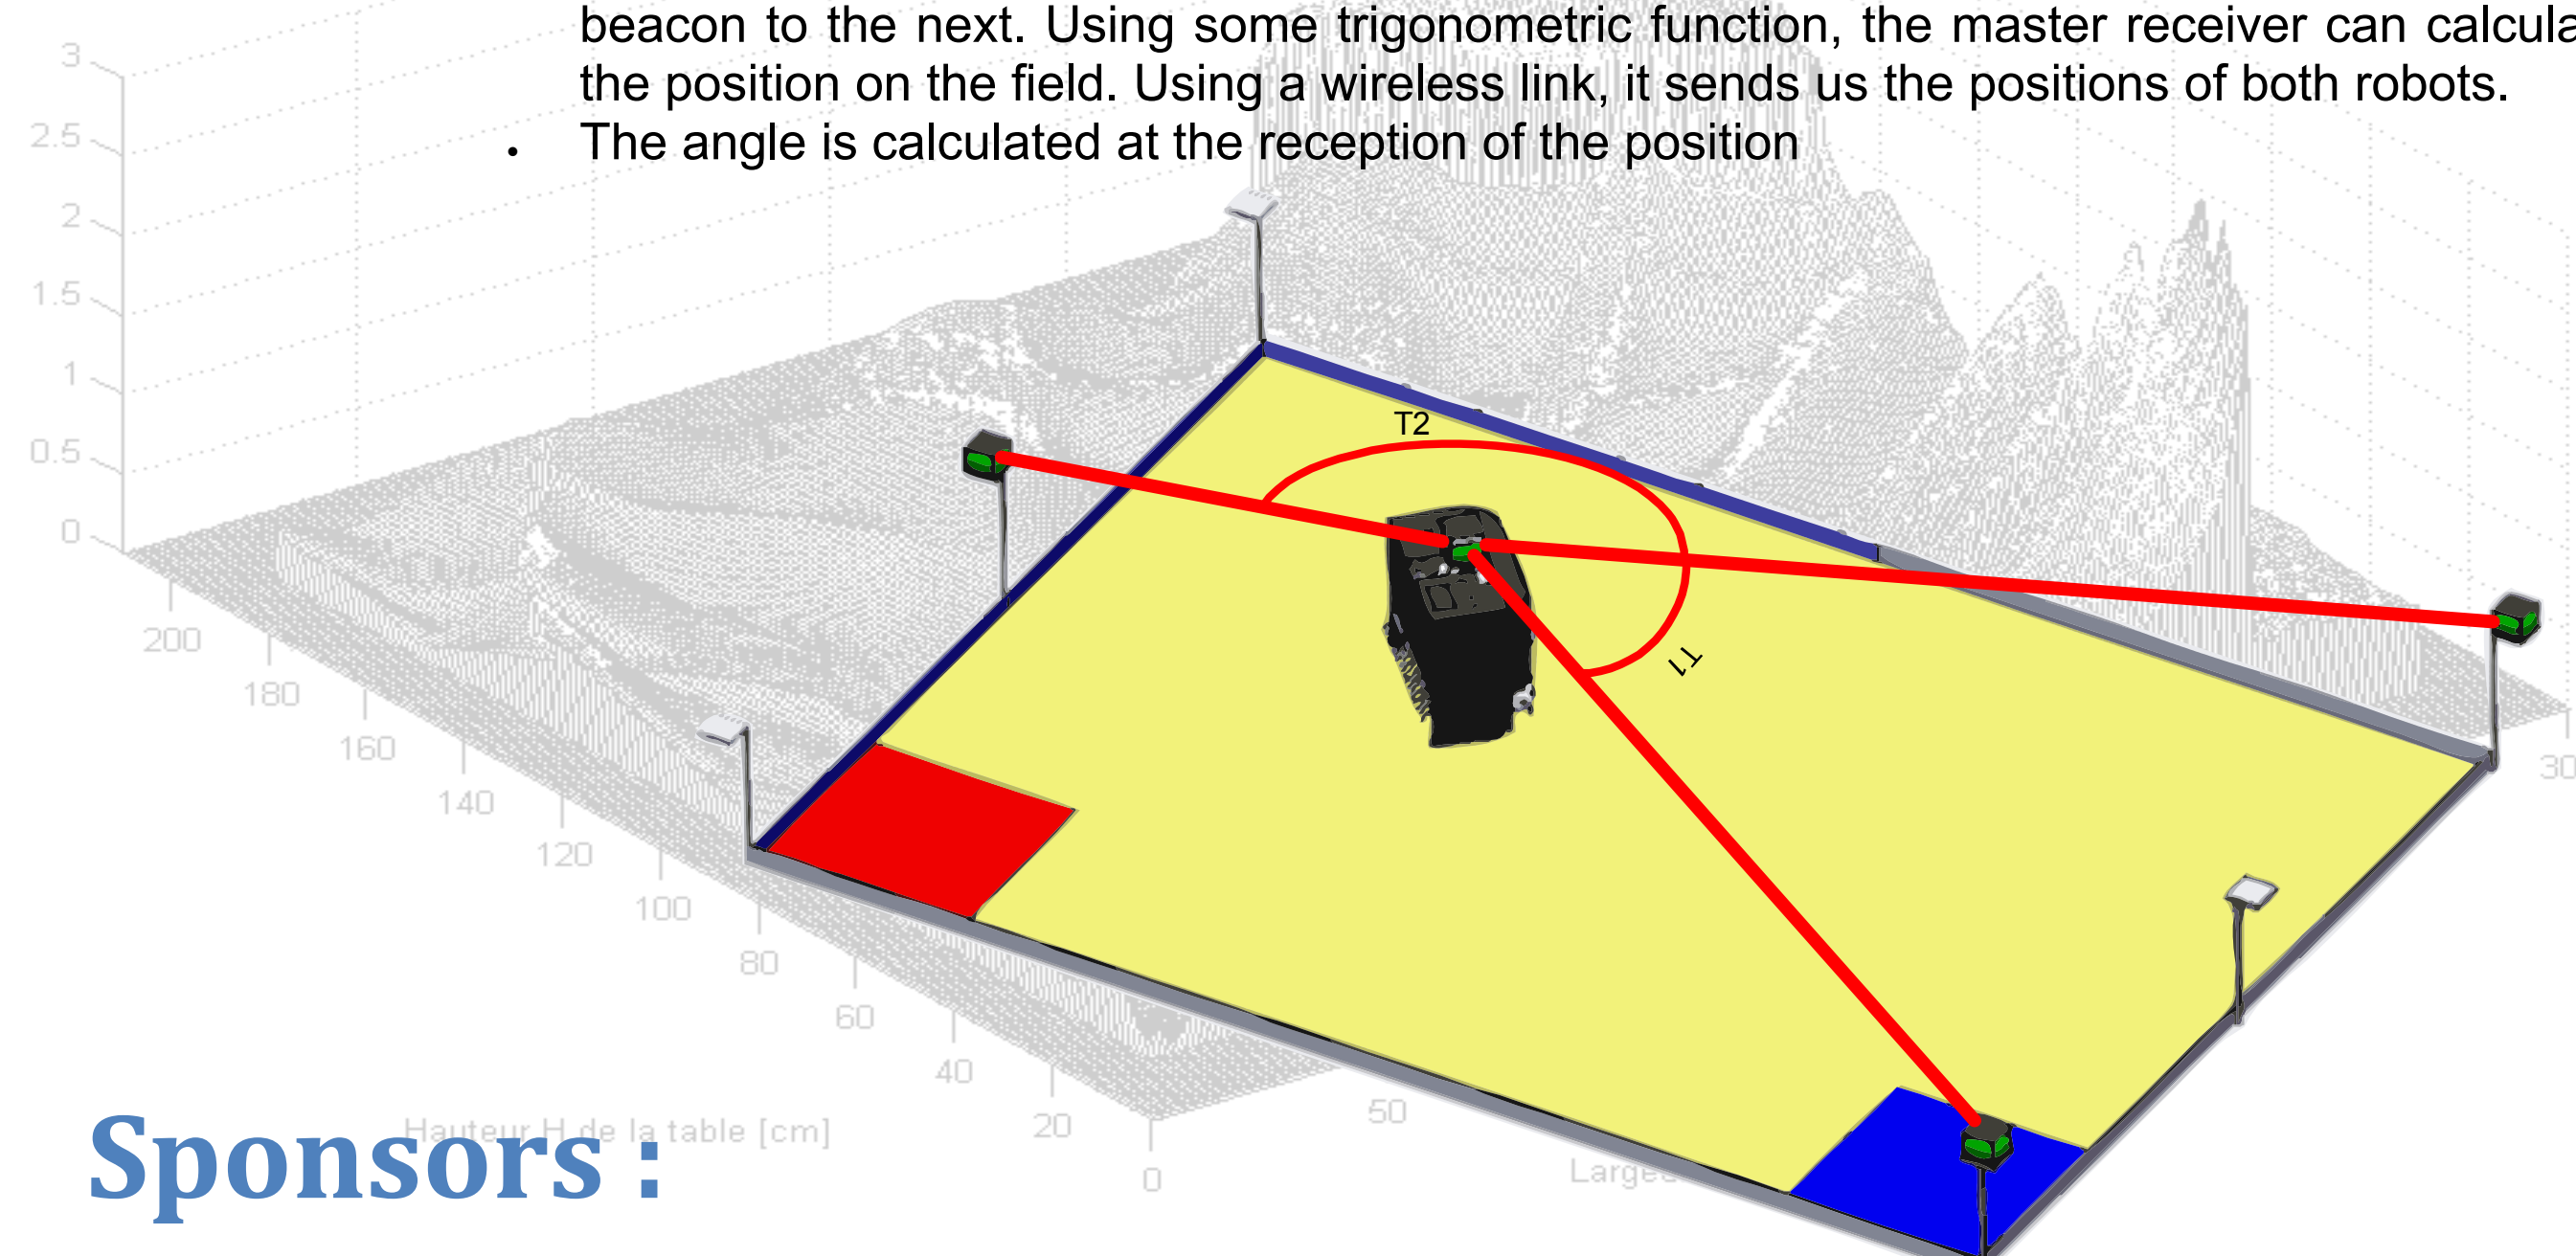 beacon to the next. Using some trigonometric function, the master receiver can
the position on the field. Using a wireless link, it sends us the positions of both robots.
• The angle is calculated at the reception of the position
3
2.5
2
1.5
1
0.5
0
T2
T1
200
180
160
140
120
100
80
60
40
20
0
50
Hauteur H de la table [cm]
Sponsors :